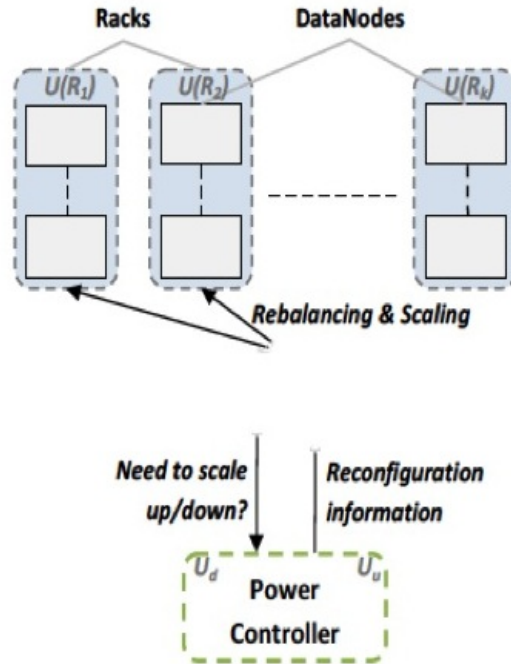 Racks DataNodes
U(R1) U(R2) U(Rk)
Rebalancing & Scaling
Need to scale
up/down?
Reconfiguration
information
Ud Uu
Power
Controller